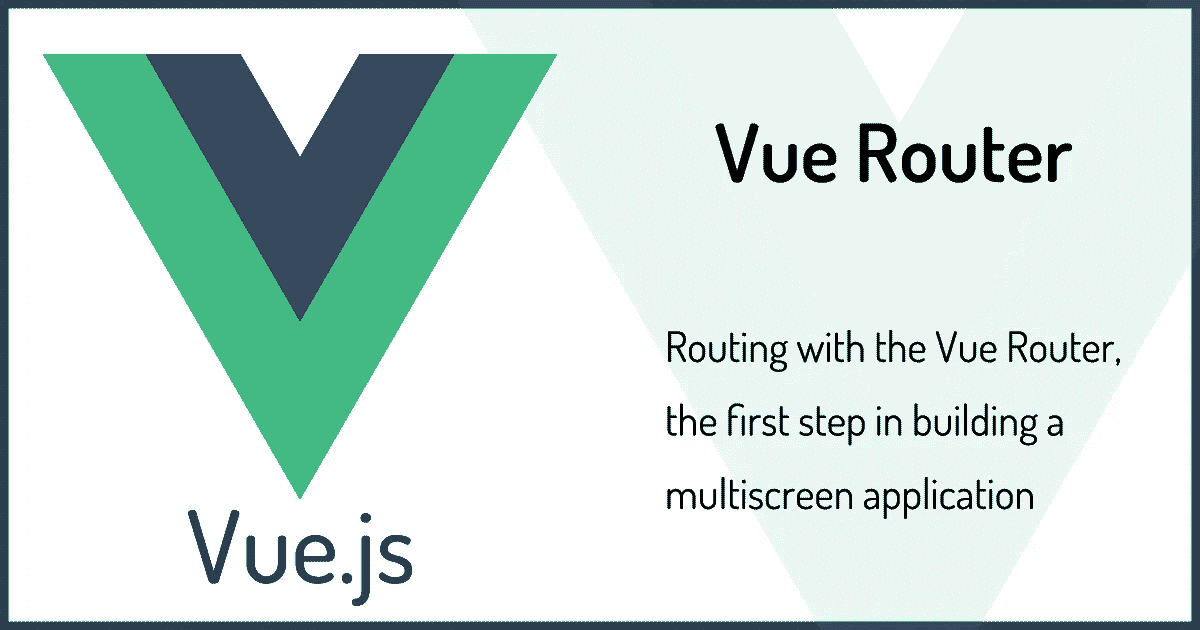 Vue.js
Vue Router
Routing with the Vue Router,
the first step in building a
multiscreen application